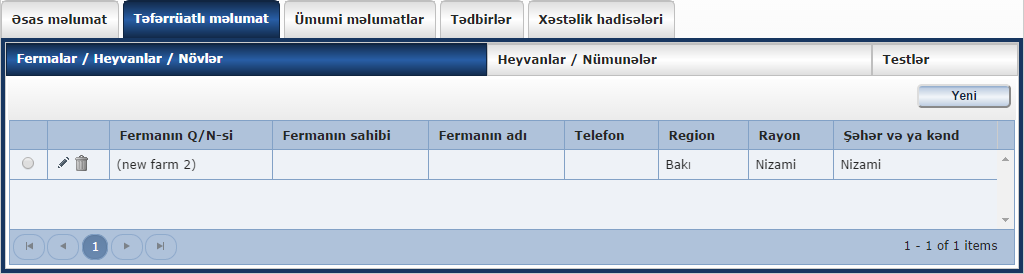 Əsas məlumat Təfərrüatlı məlumat Ümumi məlumatlar Tədbirlər Xəstəlik hadisələri
Fermalar / Heyvanlar / Növlər Heyvanlar / Nümunələr Testlər
Yeni
Fermanın Q/N-si Fermanın sahibi Fermanın adı Telefon Region Rayon Şəhər və ya kənd
(new farm 2) Bakı Nizami Nizami
1 1 - 1 of 1 items